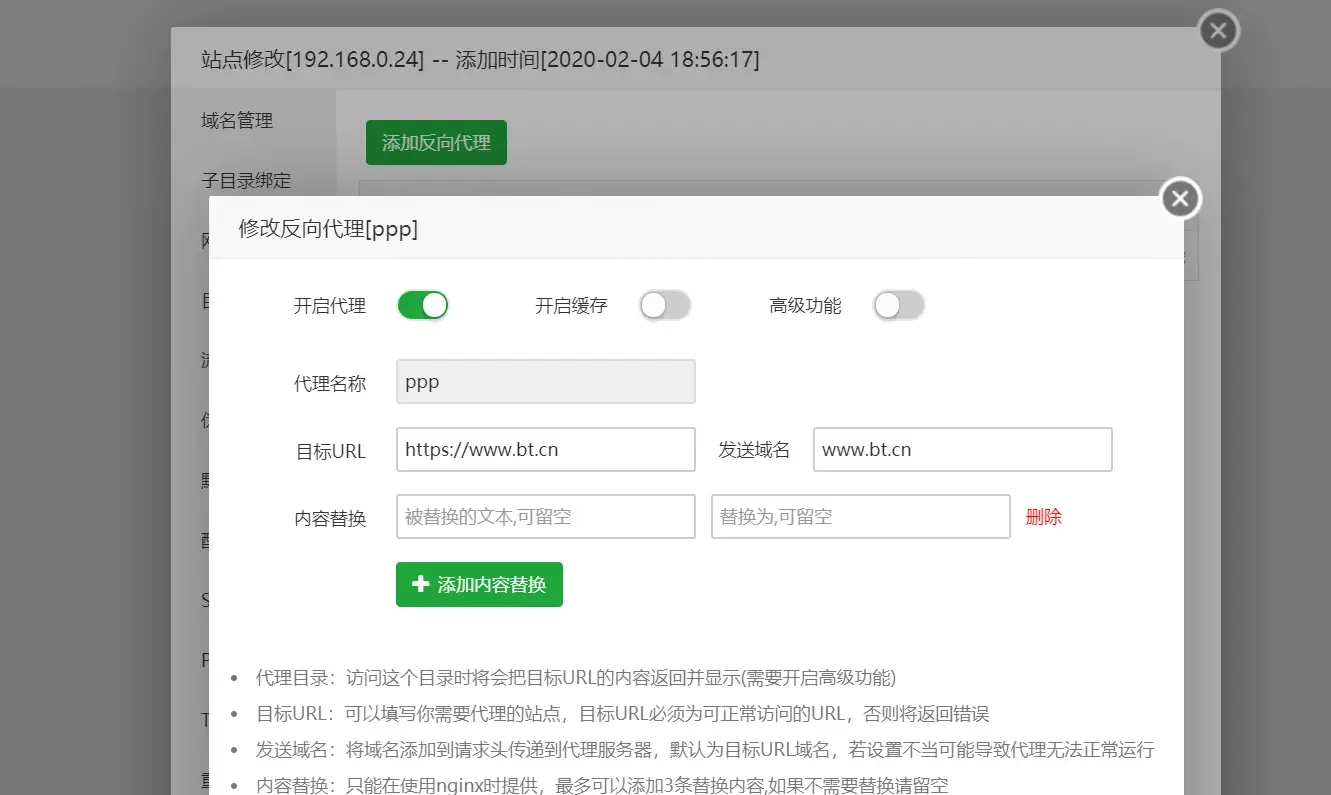 站点修改[192.168.0.24] -- 添加时间[2020-02-04 18:56:17]
域名管理
添加反向代理
子目录绑定
修改反向代理[ppp]
开启代理 开启缓存 高级功能
代理名称 ppp
目标URL https://www.bt.cn 发送域名 www.bt.cn
内容替换 被替换的文本,可留空 替换为,可留空 删除
添加内容替换
代理目录：访问这个目录时将会把目标URL的内容返回并显示(需要开启高级功能)
目标URL：可以填写你需要代理的站点，目标URL必须为可正常访问的URL，否则将返回错误
发送域名：将域名添加到请求头传递到代理服务器，默认为目标URL域名，若设置不当可能导致代理无法正常运行
内容替换：只能在使用nginx时提供，最多可以添加3条替换内容,如果不需要替换请留空